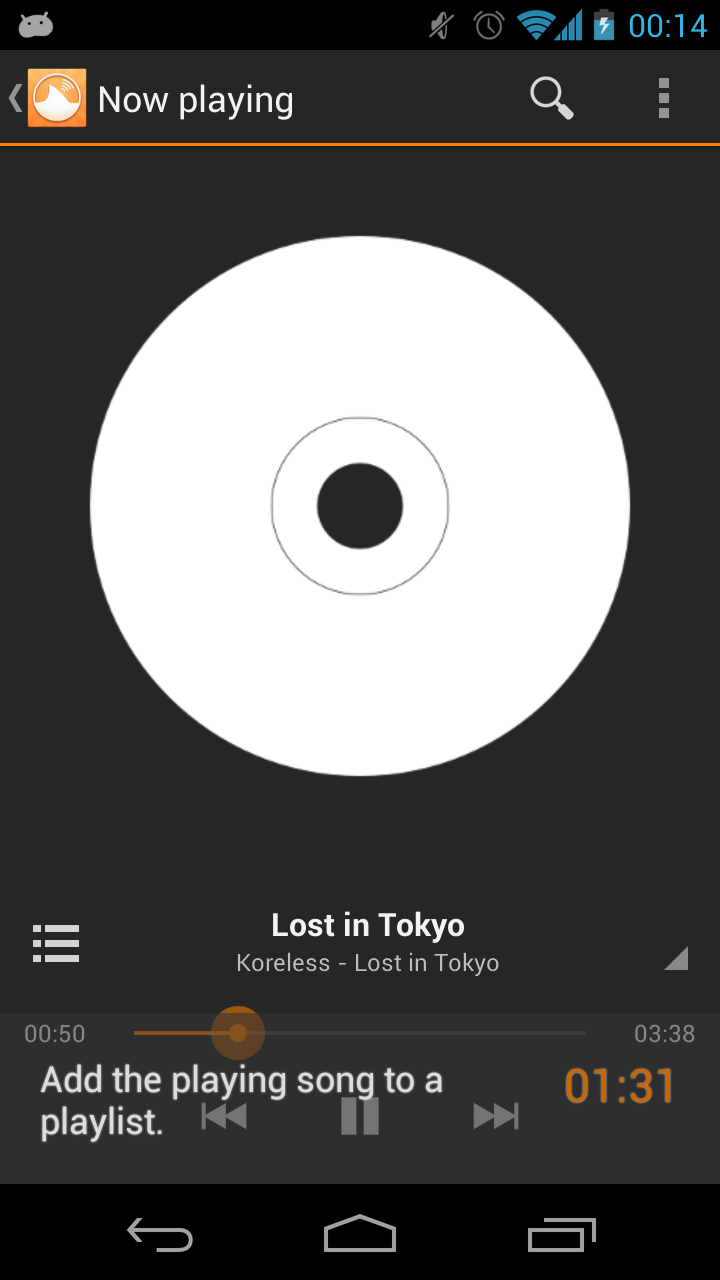 00:14
Now playing
Lost in Tokyo
Koreless - Lost in Tokyo
00:50
03:38
Add the playing song to a
playlist.
01:31